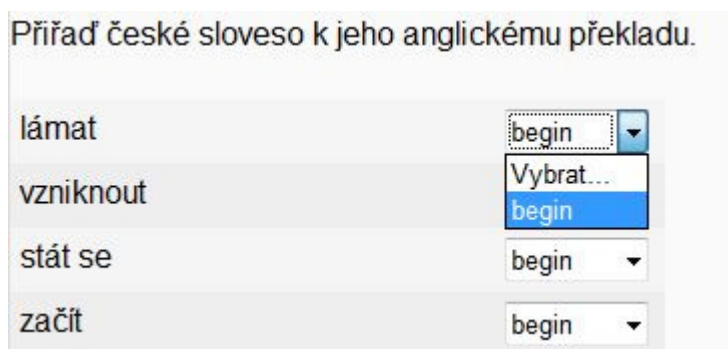 Přiřaď české sloveso k jeho anglickému překladu.
lámat begin
Vybrat...
vzniknout begin
stát se begin
začít begin